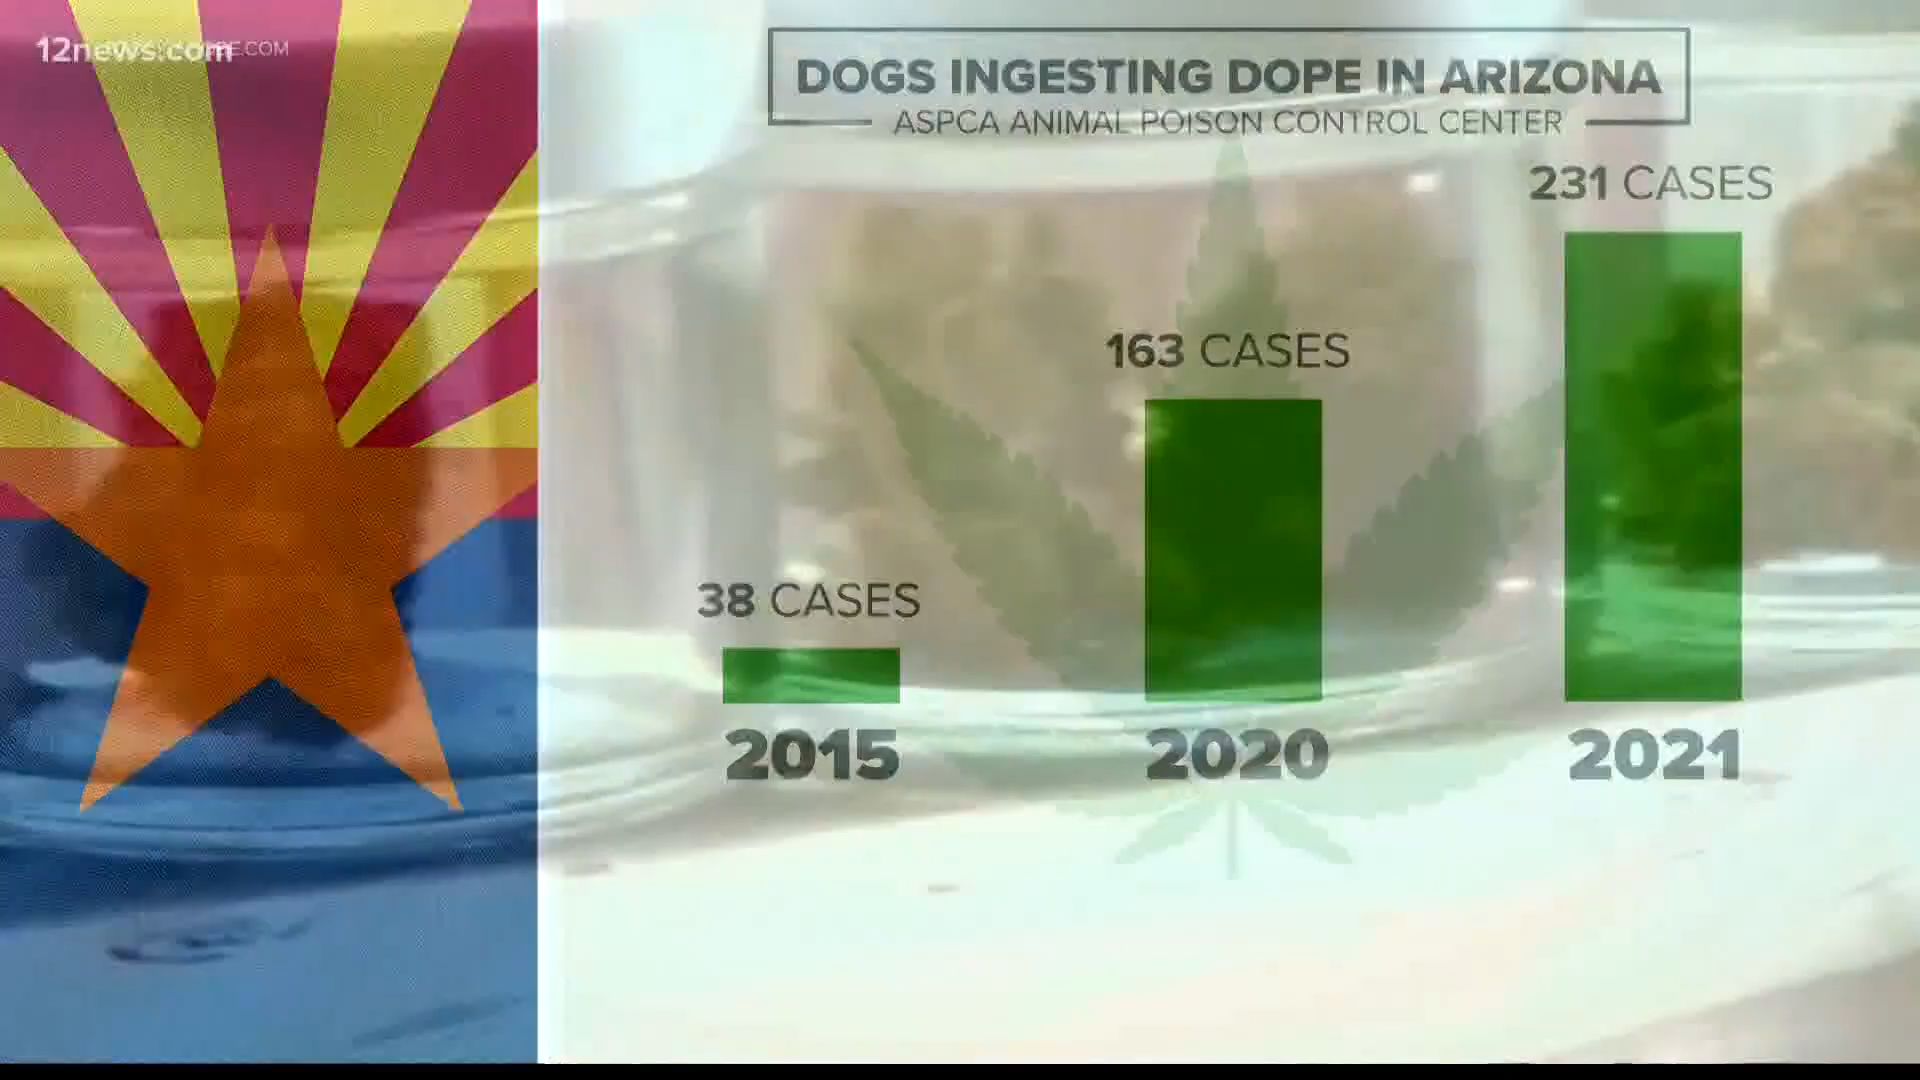 12news.com
DOGS INGESTING DOPE IN ARIZONA
ASPCA ANIMAL POISON CONTROL CENTER
231 CASES
163 CASES
38 CASES
2015 2020 2021